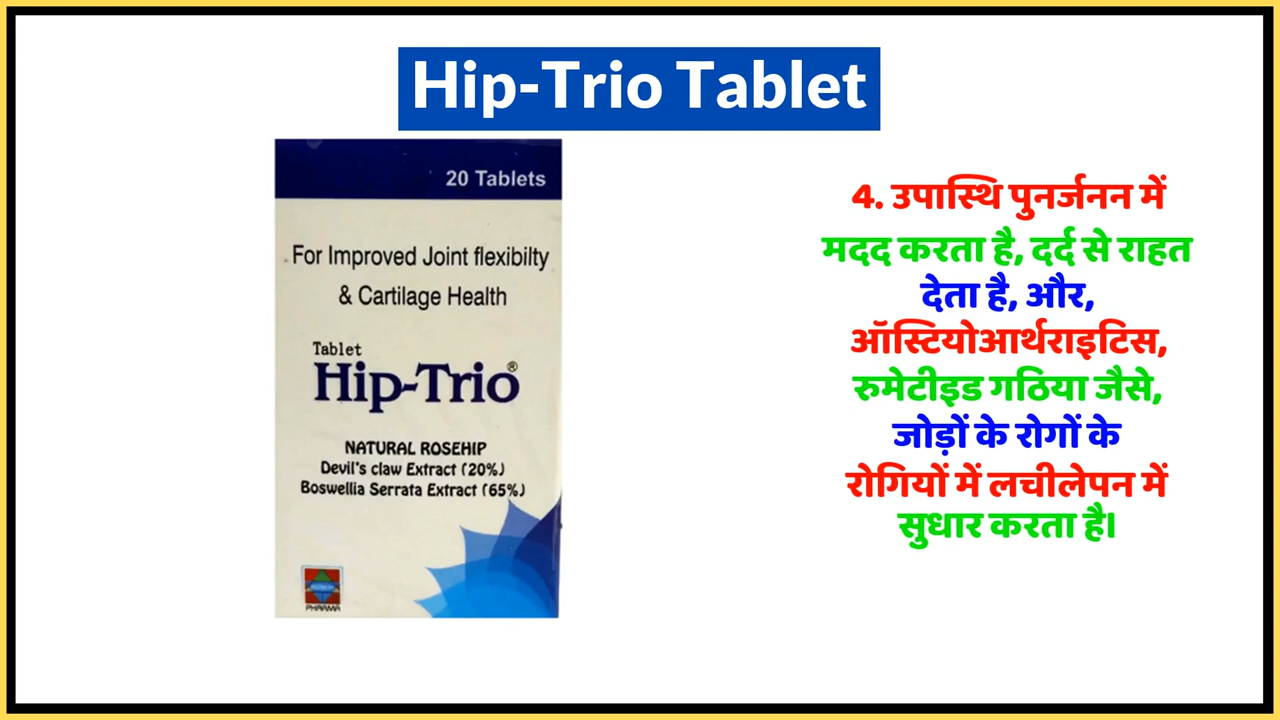 Hip-Trio Tablet
20 Tablets
For Improved Joint flexibilty
& Cartilage Health
Tablet
Hip-Trio®
NATURAL ROSEHIP
Devil's claw Extract (20%)
Boswellia Serrata Extract (65%)
PHARMA
4. उपास्थि पुनर्जनन में
मदद करता है, दर्द से राहत
देता है, और,
ऑस्टियोआर्थराइटिस,
रुमेटीइड गठिया जैसे,
जोड़ों के रोगों के
रोगियों में लचीलेपन में
सुधार करता है।